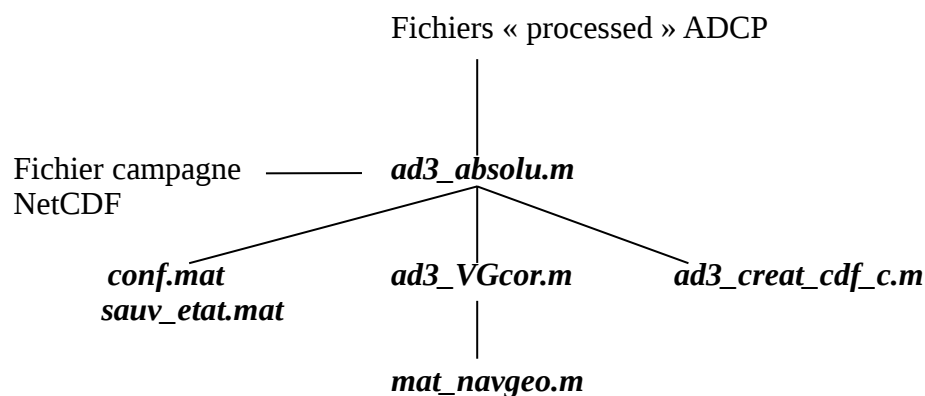 Fichiers « processed » ADCP
Fichier campagne
NetCDF
ad3_absolu.m
conf.mat
sauv_etat.mat
ad3_VGcor.m
ad3_creat_cdf_c.m
mat_navgeo.m